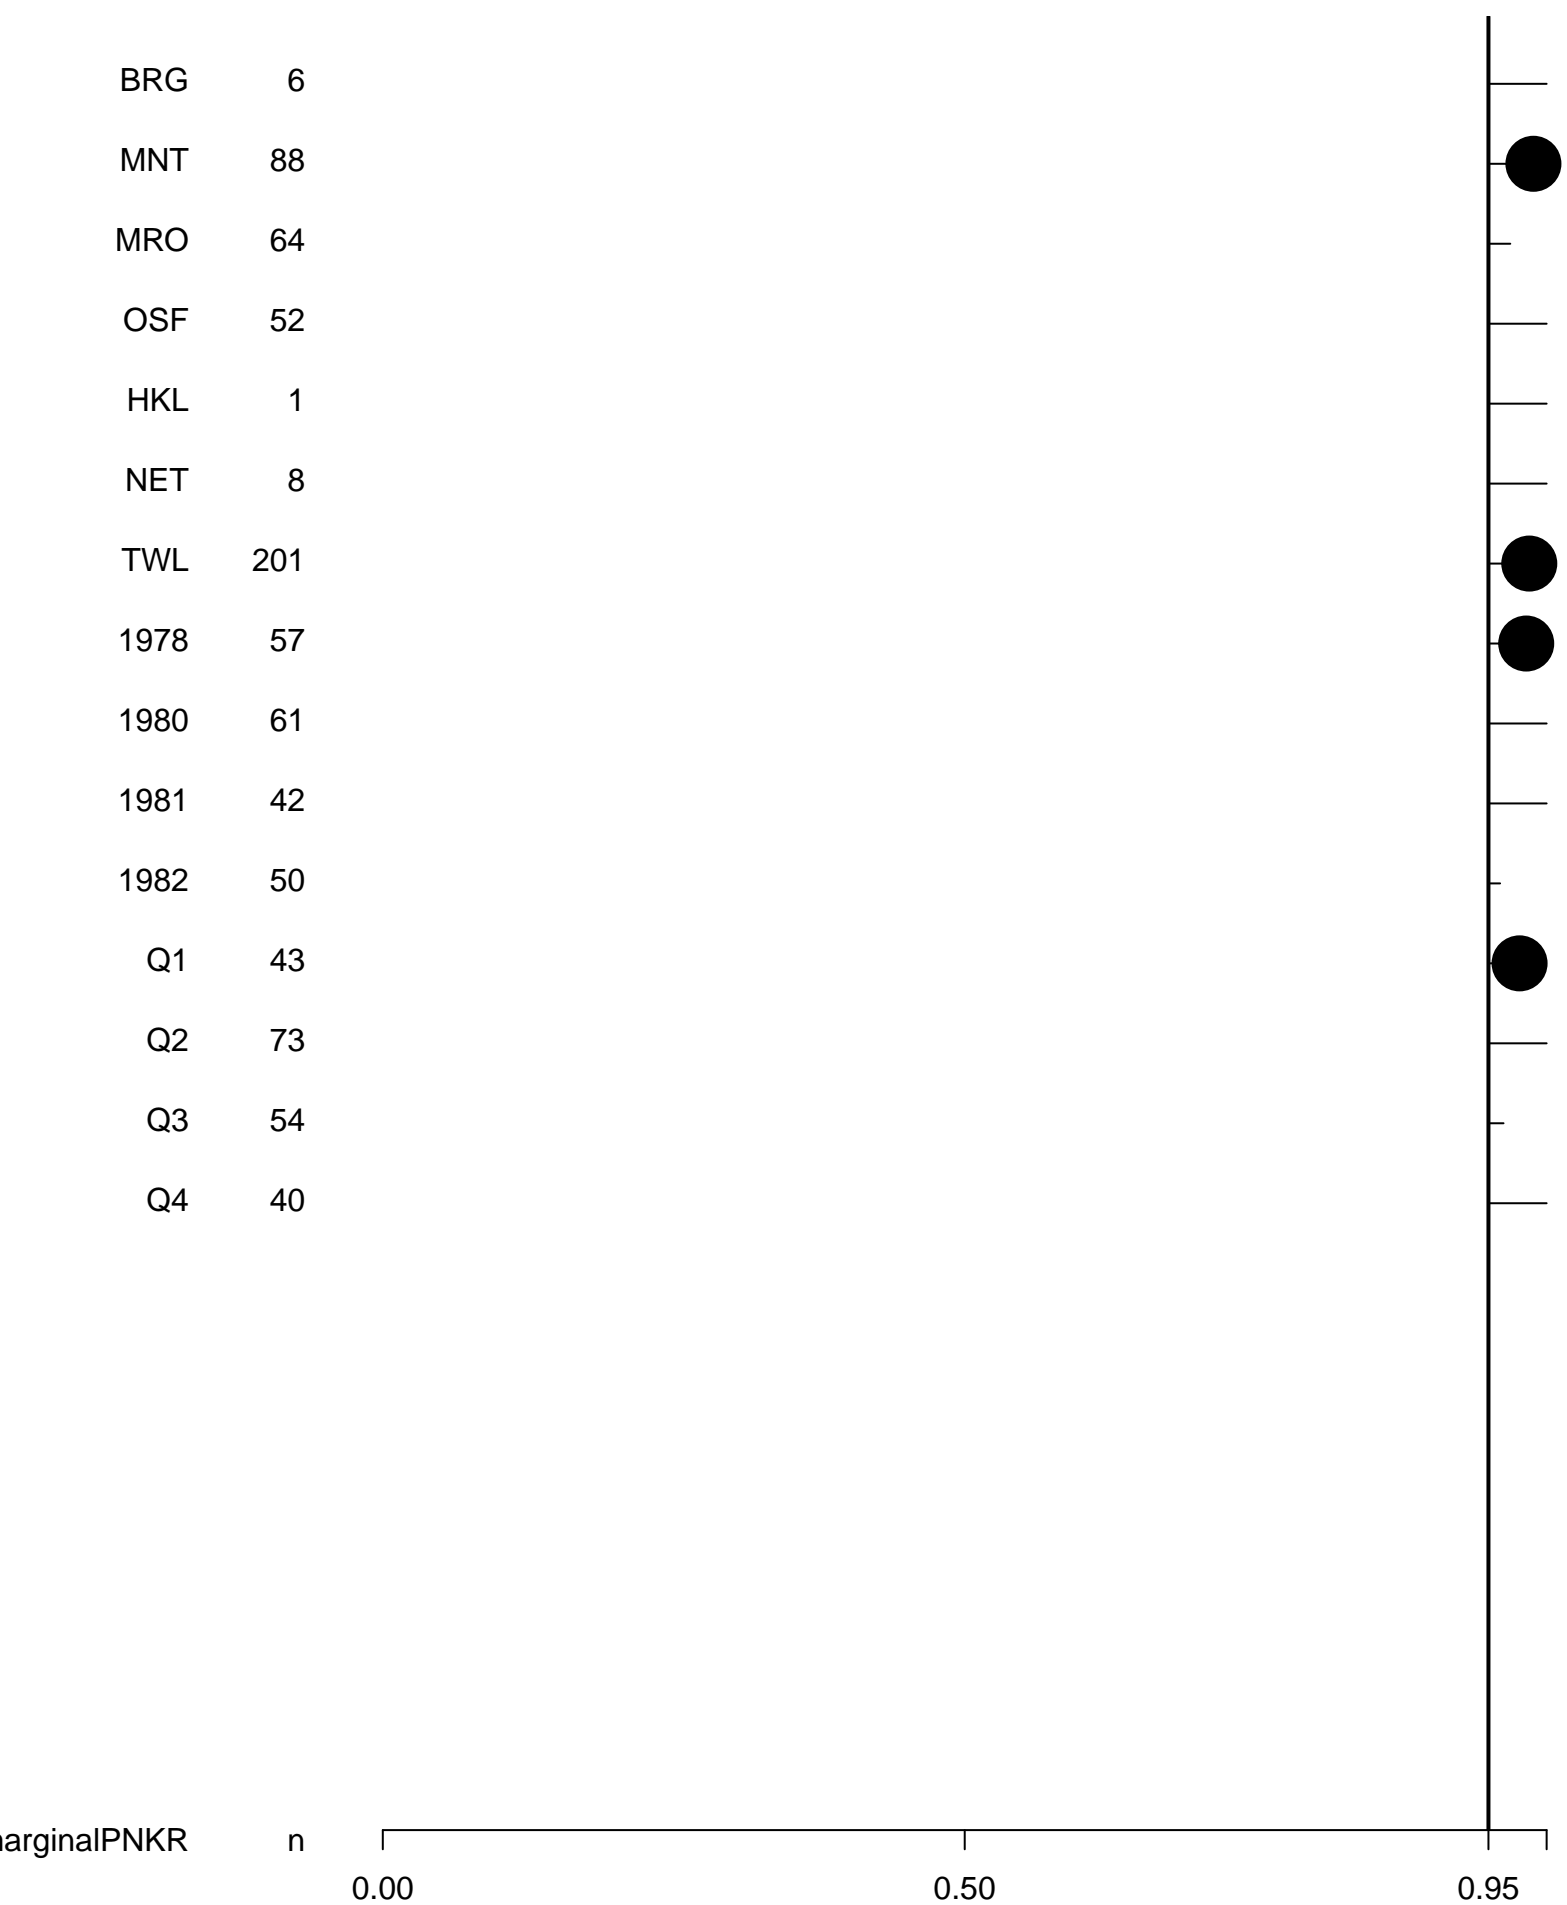 BRG 6
MNT 88
MRO 64
OSF 52
HKL 1
NET 8
TWL 201
1978 57
1980 61
1981 42
1982 50
Q1 43
Q2 73
Q3 54
Q4 40
arginalPNKR n
0.00 0.50 0.95